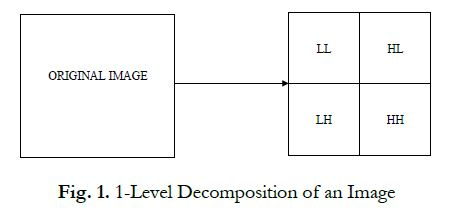 ORIGINAL IMAGE
LL HL
LH HH
Fig. 1. 1-Level Decomposition of an Image